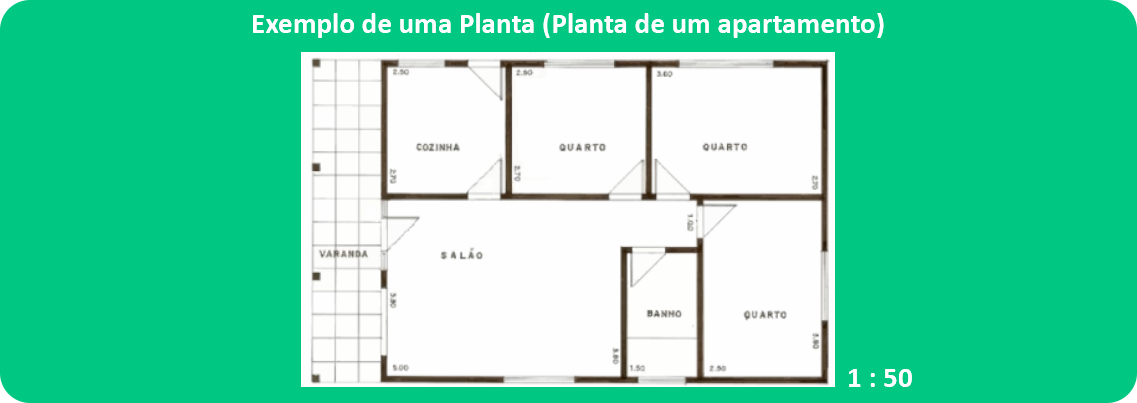 Exemplo de uma Planta (Planta de um apartamento)
2.50
2.80
3.60
COZINHA
QUARTO
QUARTO
2.70
2.70
2.70
1.00
VARANDA
SALÃO
BANHO
QUARTO
3.80
3.80
3.80
5.00
1.50
2.80
1 : 50